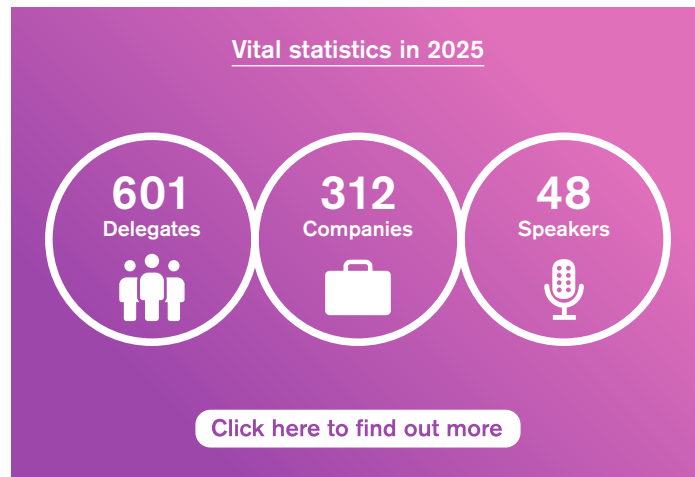 Vital statistics in 2025
601
Delegates
312
Companies
48
Speakers
Click here to find out more